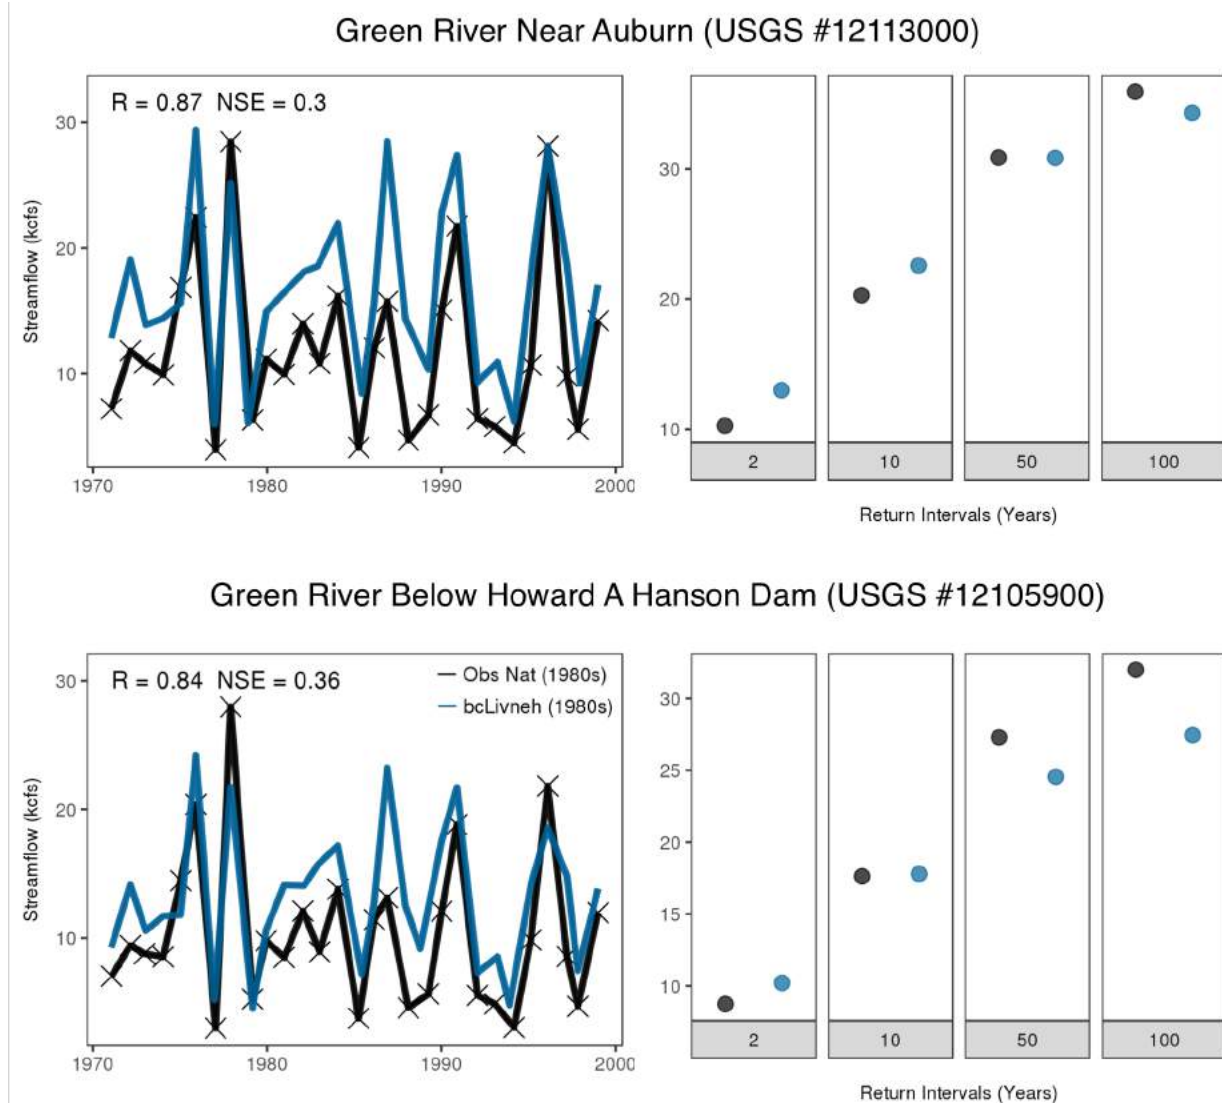 Green River Near Auburn (USGS #12113000)
R = 0.87 NSE = 0.3
Streamflow (kcfs)
30
20
10
1970 1980 1990 2000
30
20
10
2 10 50 100
Return Intervals (Years)
Green River Below Howard A Hanson Dam (USGS #12105900)
R = 0.84 NSE = 0.36
Obs Nat (1980s)
bcLivneh (1980s)
Streamflow (kcfs)
30
20
10
1970 1980 1990 2000
30
25
20
15
10
2 10 50 100
Return Intervals (Years)